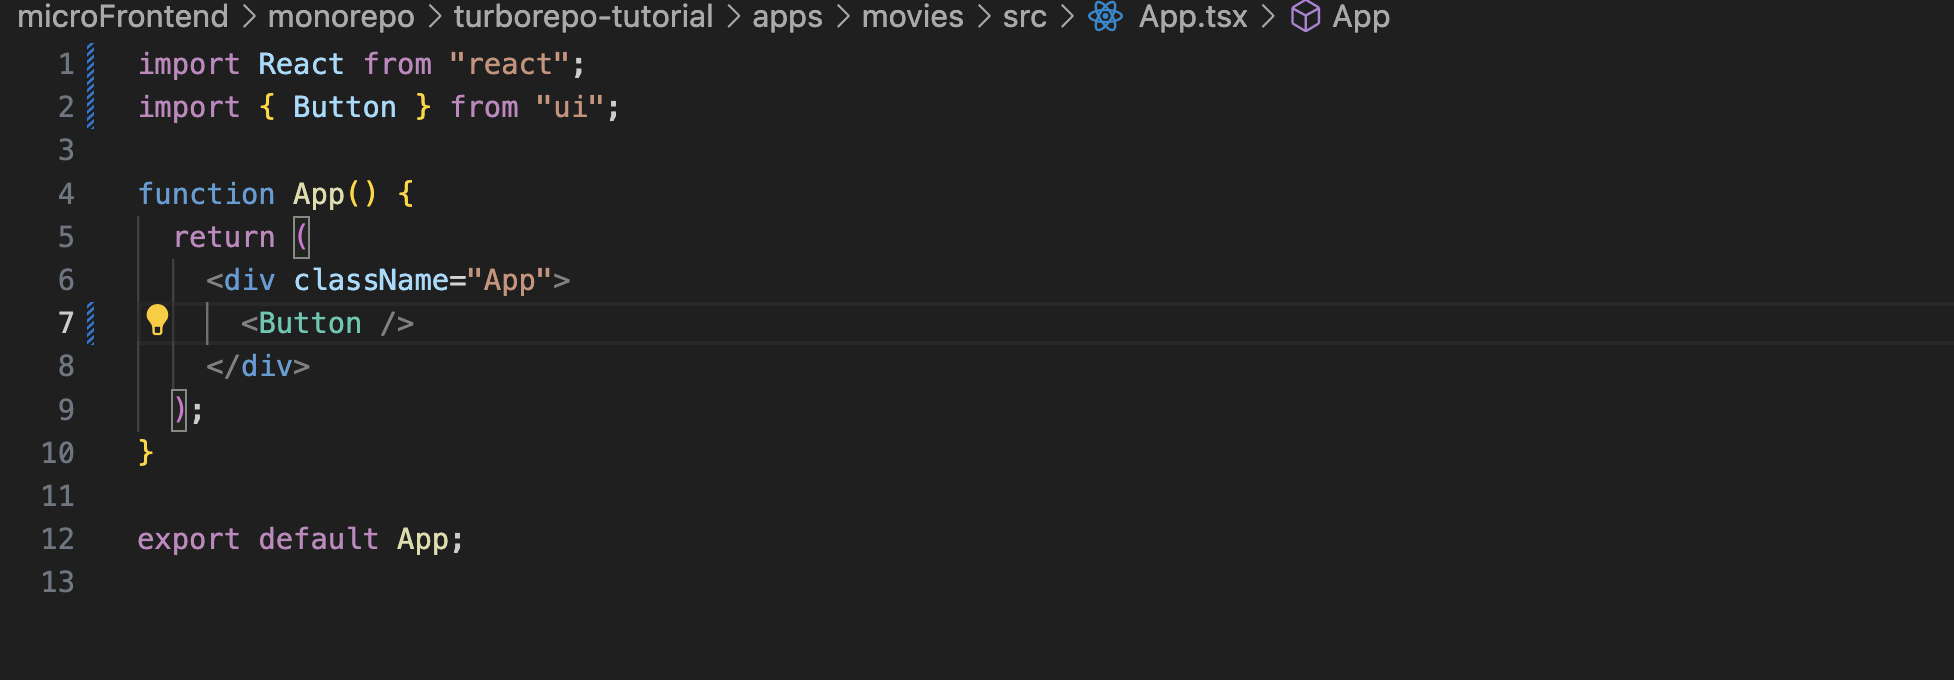 microFrontend > monorepo > turborepo-tutorial > apps > movies > src > App.tsx > App
1 import React from "react";
2 import { Button } from "ui";
3
4 function App() {
5 return (
6 <div className="App">
7 <Button />
8 </div>
9 );
10 }
11
12 export default App;
13